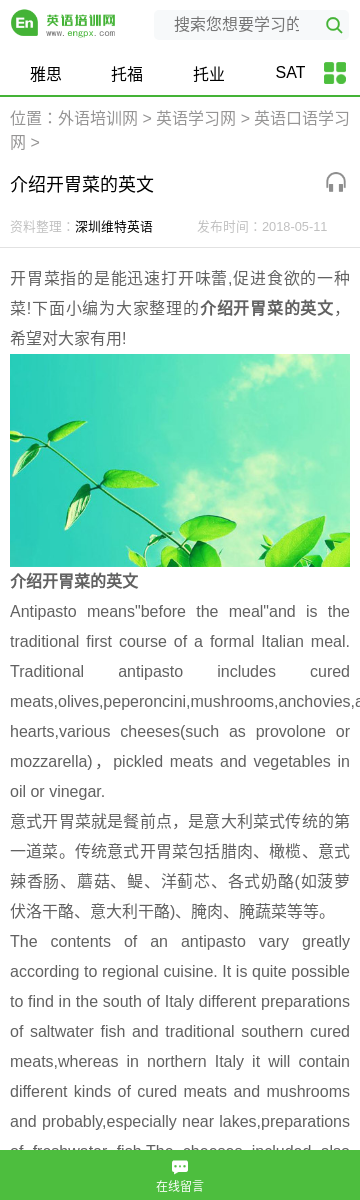 En 英语培训网
www.engpx.com
搜索您想要学习的
雅思 托福 托业 SAT
位置：外语培训网 > 英语学习网 > 英语口语学习
网 >
介绍开胃菜的英文
资料整理：深圳维特英语 发布时间：2018-05-11
开胃菜指的是能迅速打开味蕾,促进食欲的一种
菜!下面小编为大家整理的介绍开胃菜的英文，
希望对大家有用!
介绍开胃菜的英文
Antipasto means"before the meal"and is the
traditional first course of a formal Italian meal.
Traditional antipasto includes cured
meats,olives,peperoncini,mushrooms,anchovies,
hearts,various cheeses(such as provolone or
mozzarella)，pickled meats and vegetables in
oil or vinegar.
意式开胃菜就是餐前点，是意大利菜式传统的第
一道菜。传统意式开胃菜包括腊肉、橄榄、意式
辣香肠、蘑菇、鳀、洋蓟芯、各式奶酪(如菠萝
伏洛干酪、意大利干酪)、腌肉、腌蔬菜等等。
The contents of an antipasto vary greatly
according to regional cuisine. It is quite possible
to find in the south of Italy different preparations
of saltwater fish and traditional southern cured
meats,whereas in northern Italy it will contain
different kinds of cured meats and mushrooms
and probably,especially near lakes,preparations
of freshwater fish.The cheeses included also
在线留言